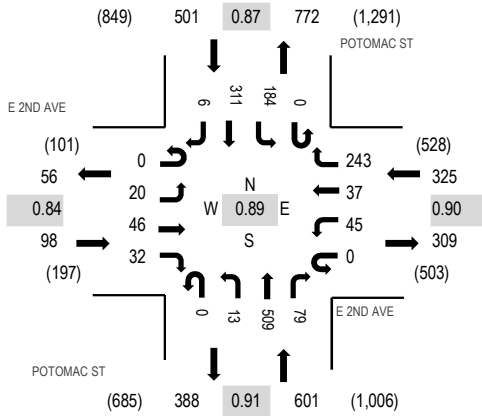 (849) 501 0.87 772 (1,291)
POTOMAC ST
6 311 184 0
E 2ND AVE
(101) 0 243 (528)
56 20 N 37 325
0.84 W 0.89 E 0.90
98 46 S 45 309
(197) 32 0 (503)
0 13 509 79
E 2ND AVE
POTOMAC ST
(685) 388 0.91 601 (1,006)